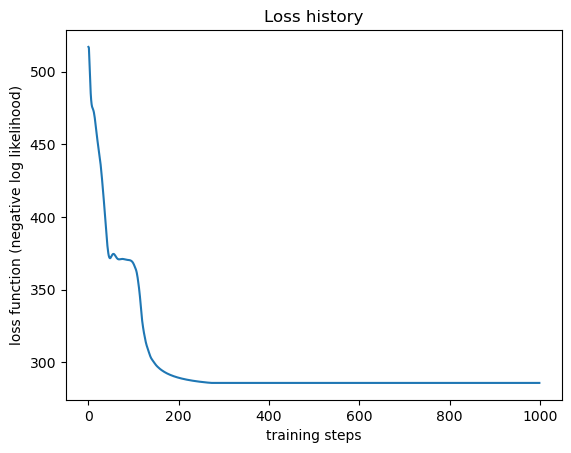 Loss history
loss function (negative log likelihood)
500
450
400
350
300
0 200 400 600 800 1000
training steps